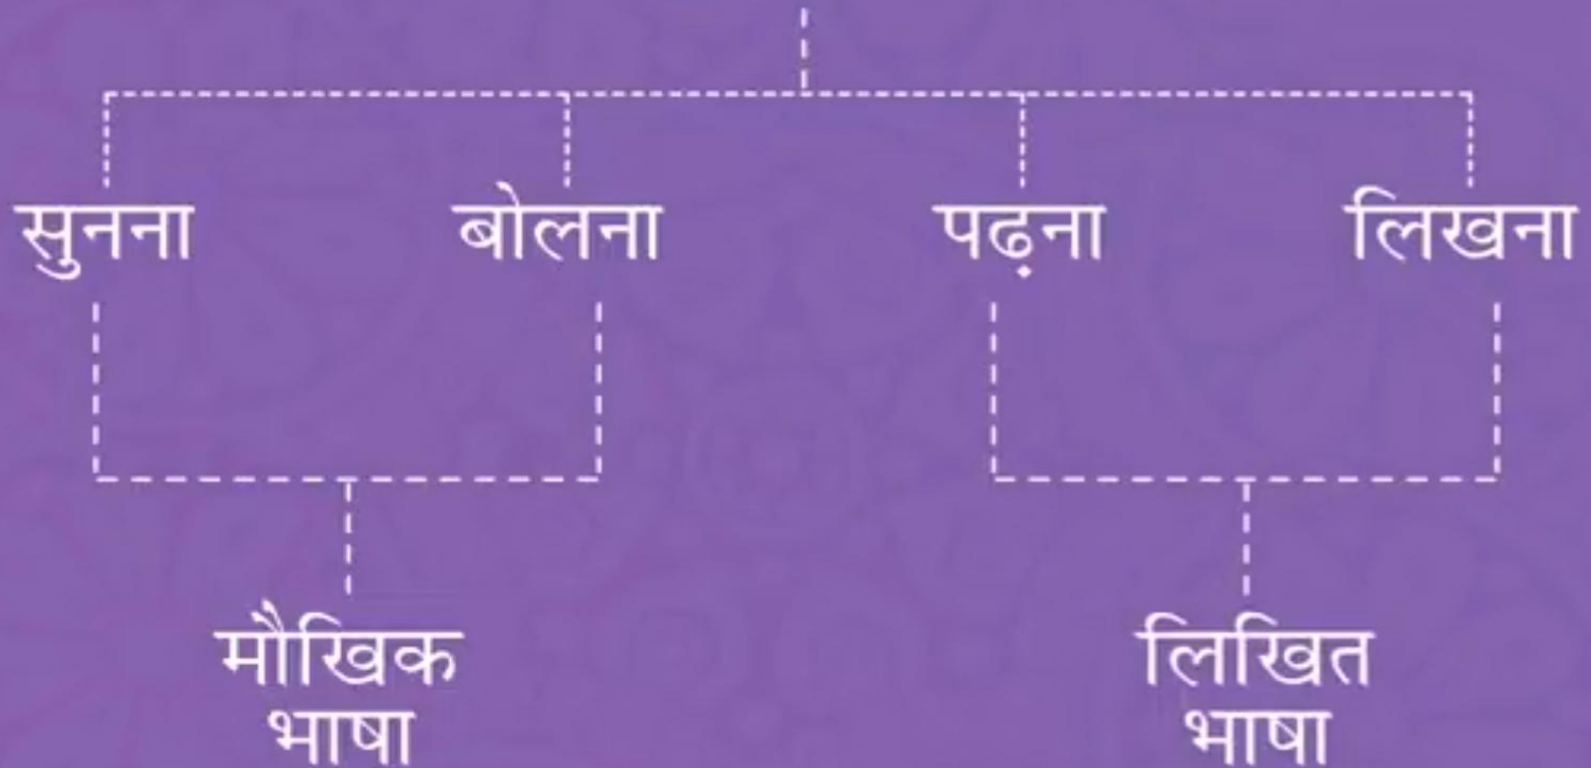 सुनना बोलना पढ़ना लिखना
मौखिक लिखित
भाषा भाषा